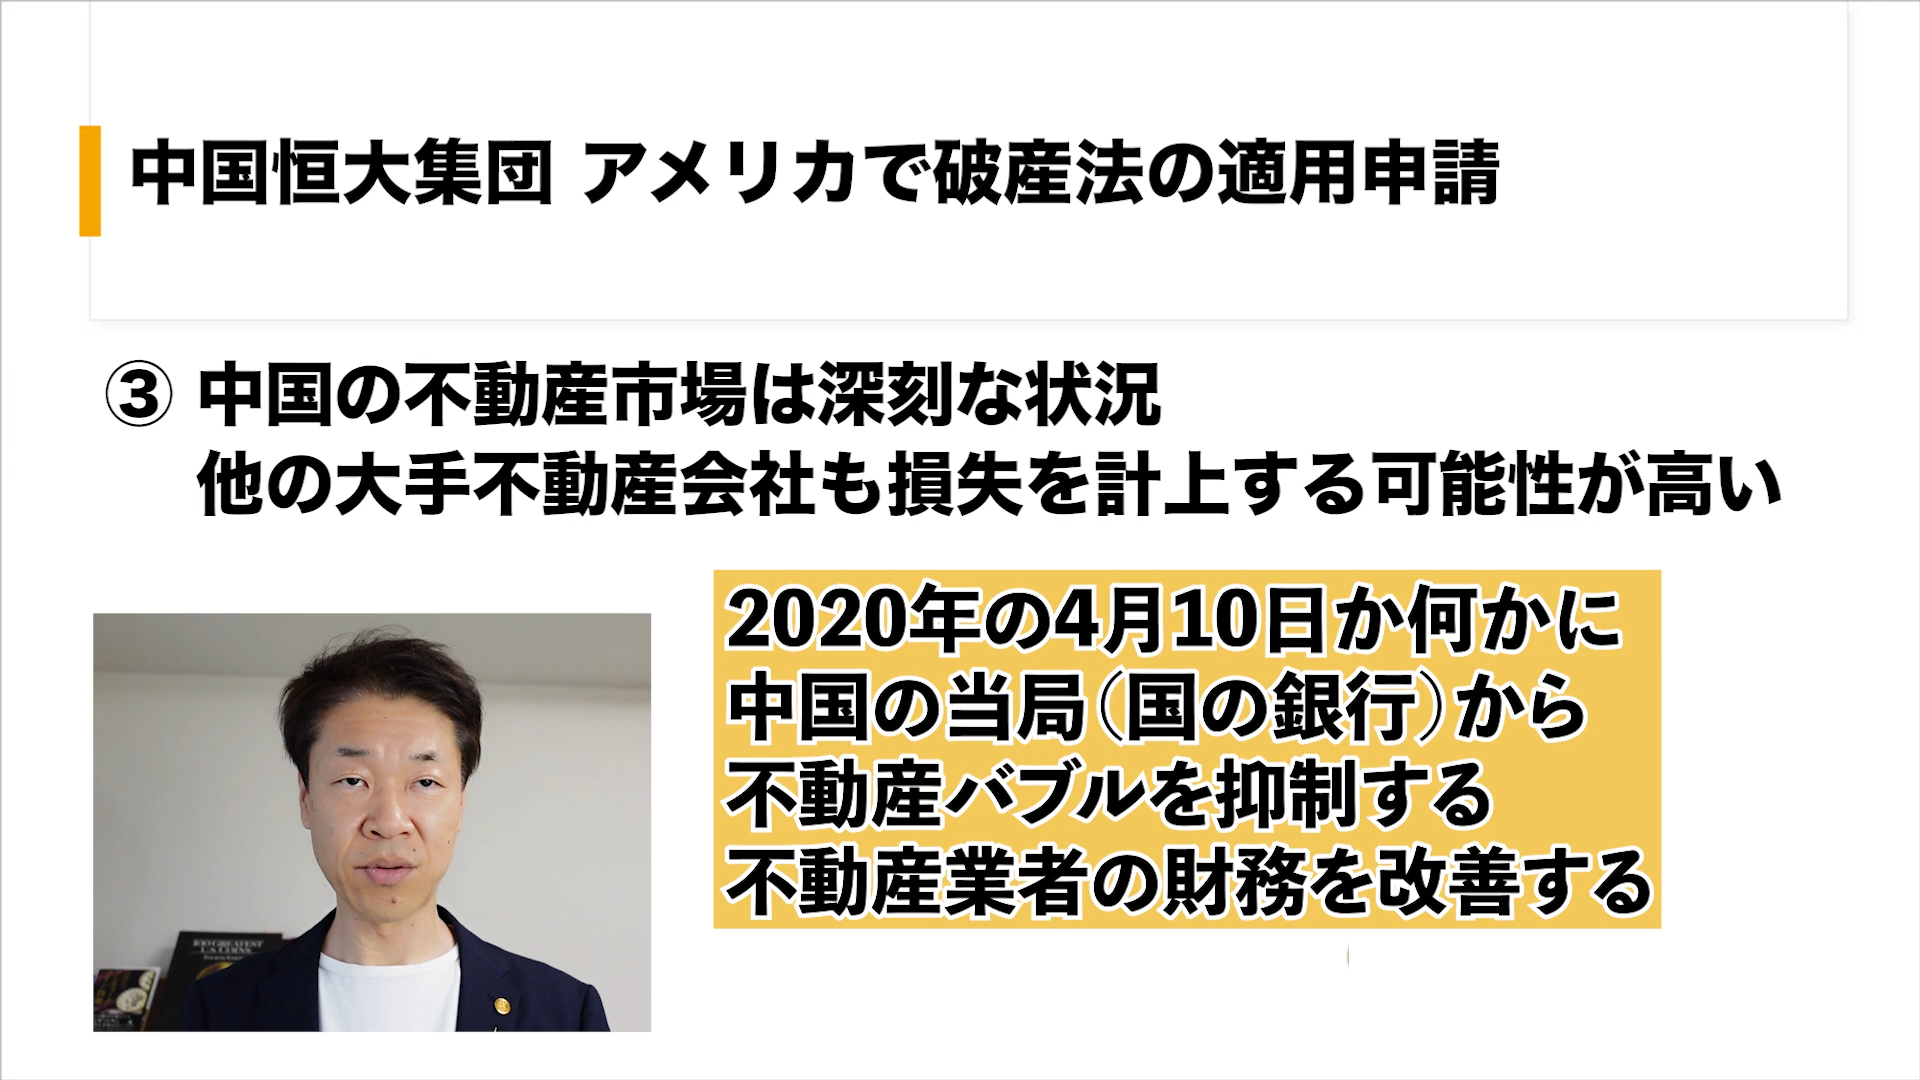 中国恒大集団 アメリカで破産法の適用申請
③ 中国の不動産市場は深刻な状況
他の大手不動産会社も損失を計上する可能性が高い
2020年の4月10日か何かに
中国の当局（国の銀行）から
不動産バブルを抑制する
不動産業者の財務を改善する
100 GREATEST
U.S. COINS